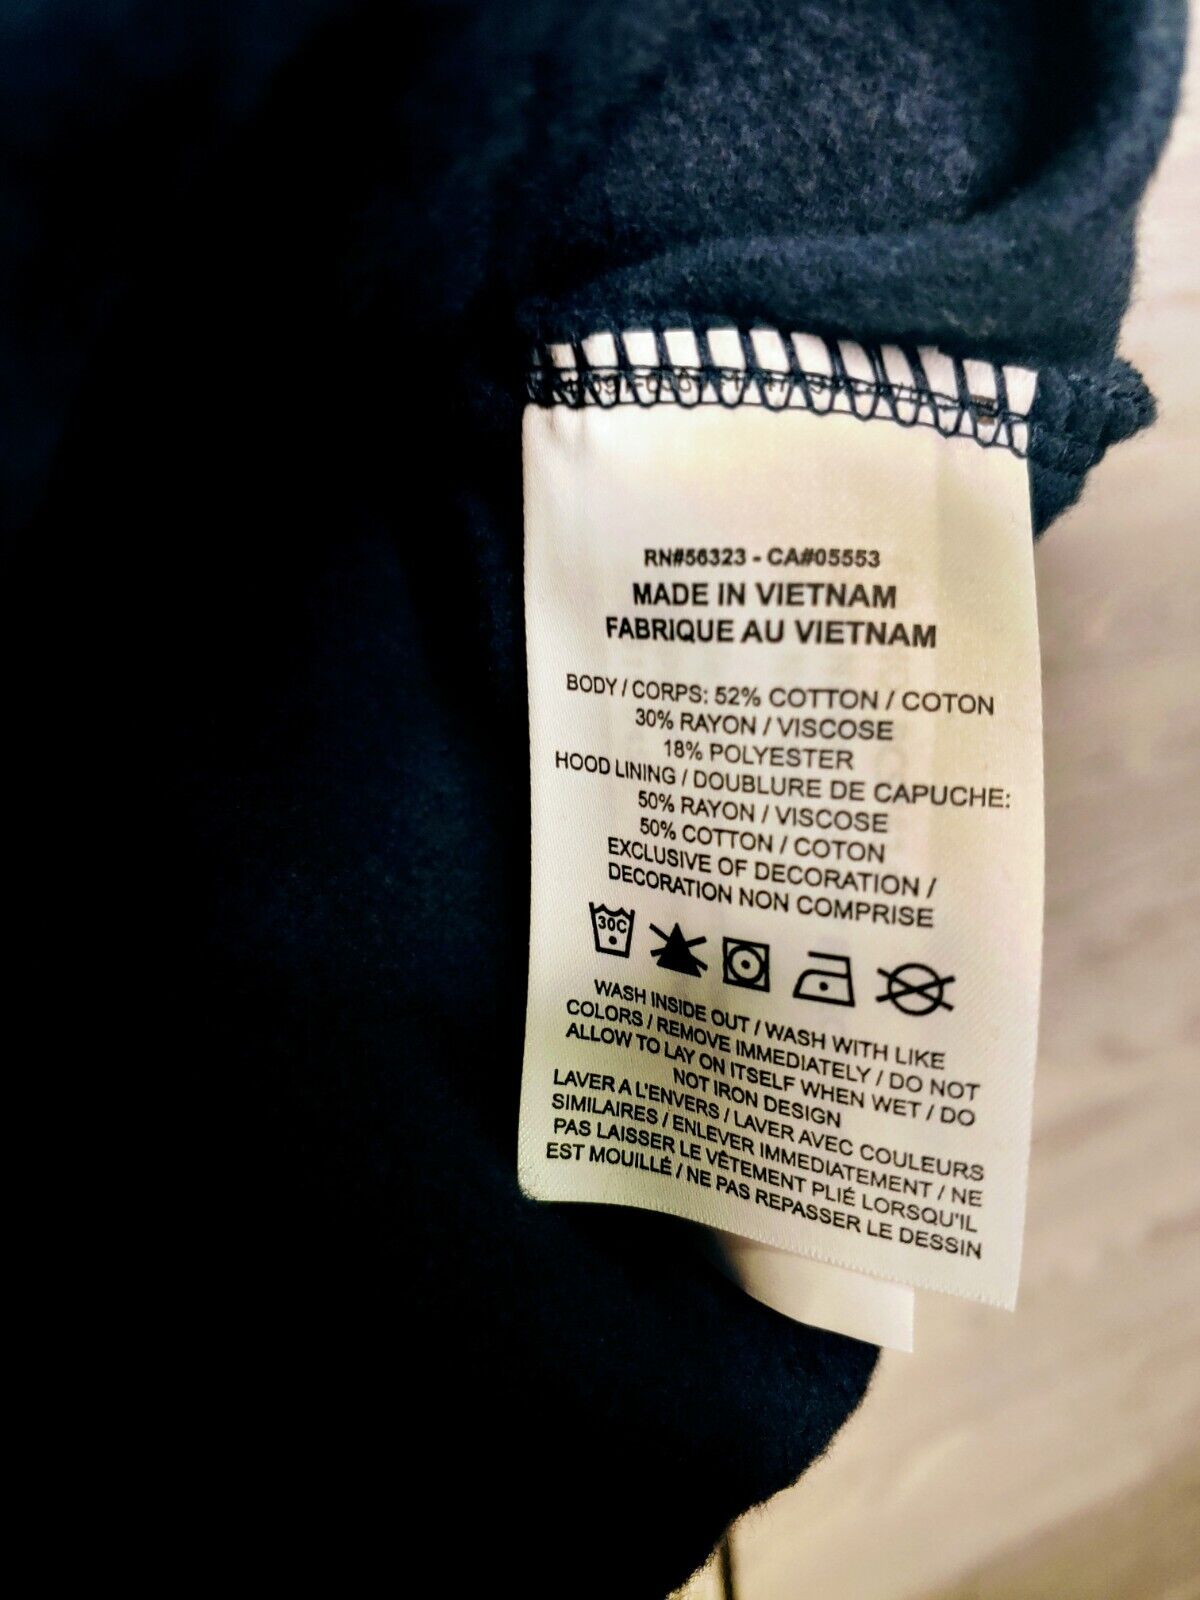 RN#56323 - CA#05553
MADE IN VIETNAM
FABRIQUE AU VIETNAM
BODY / CORPS: 52% COTTON / COTON
30% RAYON / VISCOSE
18% POLYESTER
HOOD LINING / DOUBLURE DE CAPUCHE:
50% RAYON / VISCOSE
50% COTTON / COTON
EXCLUSIVE OF DECORATION /
DECORATION NON COMPRISE
30C
WASH INSIDE OUT / WASH WITH LIKE
COLORS / REMOVE IMMEDIATELY / DO NOT
ALLOW TO LAY ON ITSELF WHEN WET / DO
NOT IRON DESIGN
LAVER A L'ENVERS / LAVER AVEC COULEURS
SIMILAIRES / ENLEVER IMMEDIATEMENT / NE
PAS LAISSER LE VÊTEMENT PLIÉ LORSQU'IL
EST MOUILLÉ / NE PAS REPASSER LE DESSIN